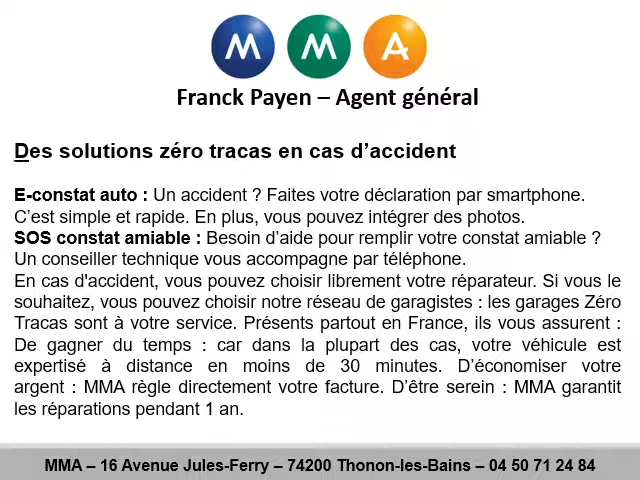 MMA
Franck Payen – Agent général
Des solutions zéro tracas en cas d’accident
E-constat auto : Un accident ? Faites votre déclaration par smartphone.
C’est simple et rapide. En plus, vous pouvez intégrer des photos.
SOS constat amiable : Besoin d’aide pour remplir votre constat amiable ?
Un conseiller technique vous accompagne par téléphone.
En cas d'accident, vous pouvez choisir librement votre réparateur. Si vous le
souhaitez, vous pouvez choisir notre réseau de garagistes : les garages Zéro
Tracas sont à votre service. Présents partout en France, ils vous assurent :
De gagner du temps : car dans la plupart des cas, votre véhicule est
expertisé à distance en moins de 30 minutes. D’économiser votre
argent : MMA règle directement votre facture. D’être serein : MMA garantit
les réparations pendant 1 an.
MMA – 16 Avenue Jules-Ferry – 74200 Thonon-les-Bains – 04 50 71 24 84